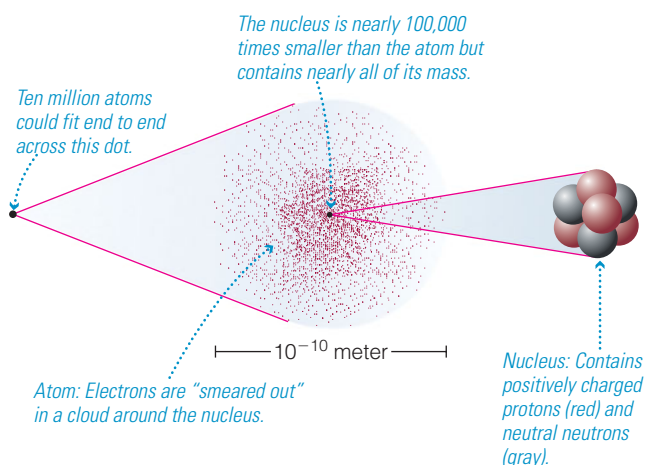 The nucleus is nearly 100,000
times smaller than the atom but
contains nearly all of its mass.
Ten million atoms
could fit end to end
across this dot.
10⁻¹⁰ meter
Atom: Electrons are “smeared out”
in a cloud around the nucleus.
Nucleus: Contains
positively charged
protons (red) and
neutral neutrons
(gray).